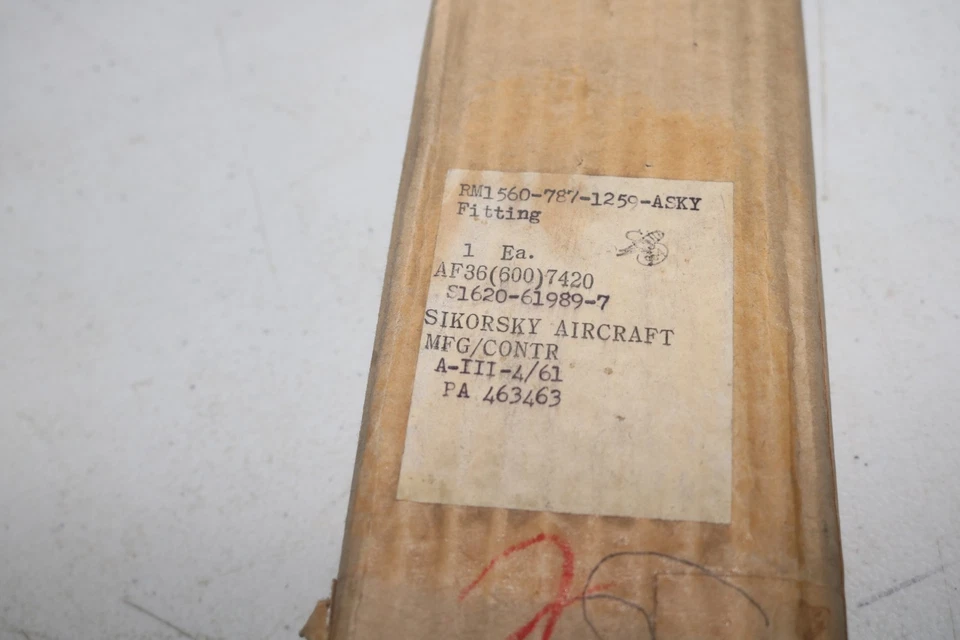 RM1560-787-1259-ASKY
Fitting
1 Ea.
AF36(600)7420
S1620-61989-7
SIKORSKY AIRCRAFT
MFG/CONTR
A-III-4/61
PA 463463